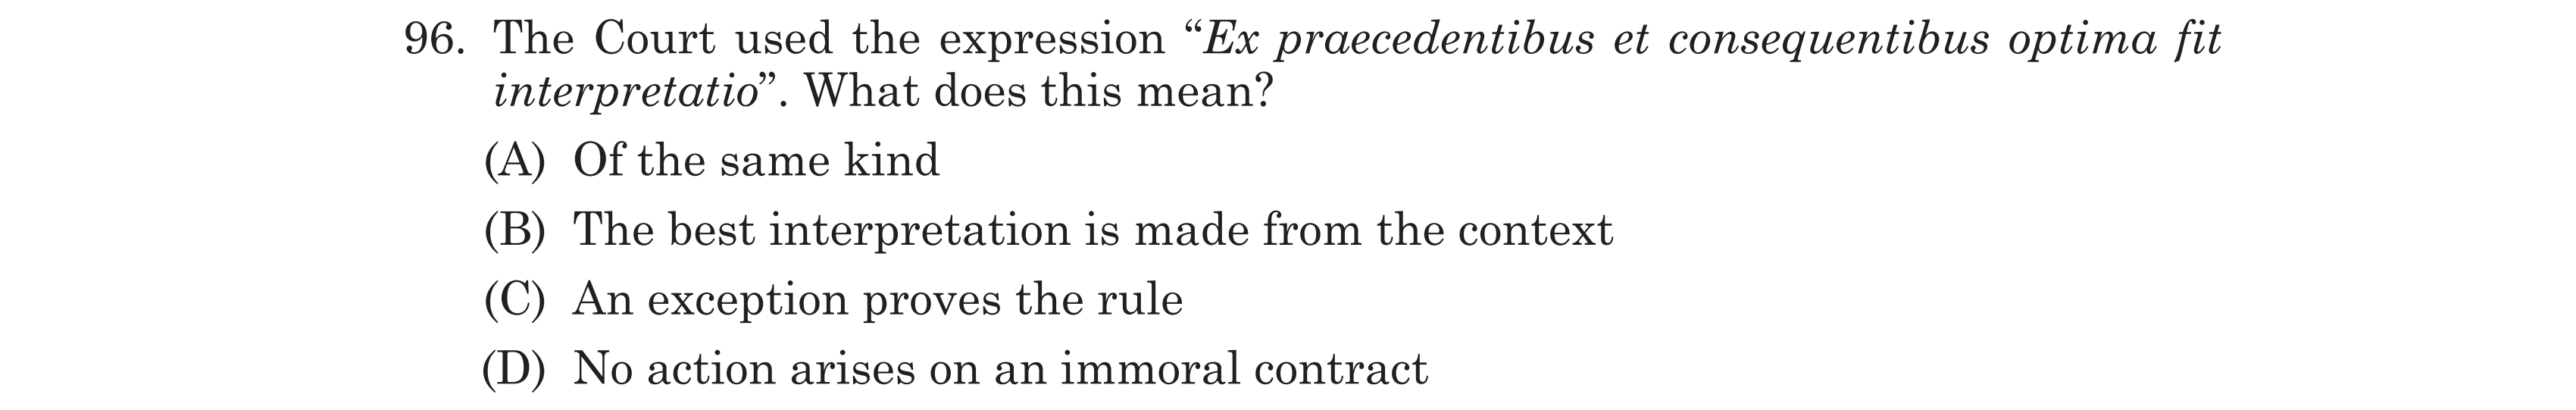 96. The Court used the expression “Ex praecedentibus et consequentibus optima fit
interpretatio”. What does this mean?
(A) Of the same kind
(B) The best interpretation is made from the context
(C) An exception proves the rule
(D) No action arises on an immoral contract